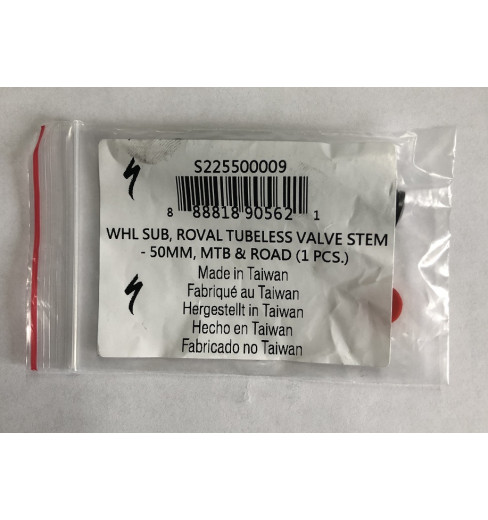 S225500009
8 88818 90562 1
WHL SUB, ROVAL TUBELESS VALVE STEM
- 50MM, MTB & ROAD (1 PCS.)
Made in Taiwan
Fabriqué au Taiwan
Hergestellt in Taiwan
Hecho en Taiwan
Fabricado no Taiwan